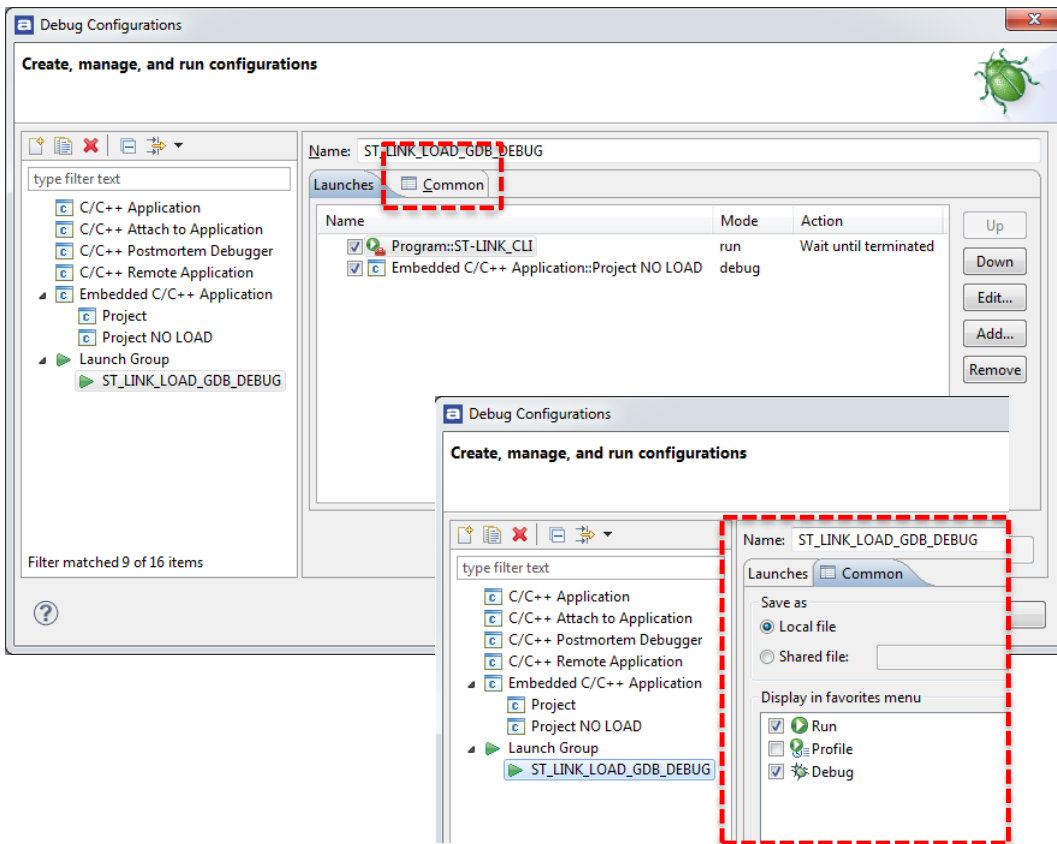 Debug Configurations
Create, manage, and run configurations
type filter text
C/C++ Application
C/C++ Attach to Application
C/C++ Postmortem Debugger
C/C++ Remote Application
Embedded C/C++ Application
Project
Project NO LOAD
Launch Group
ST_LINK_LOAD_GDB_DEBUG
Filter matched 9 of 16 items
Name: ST_LINK_LOAD_GDB_DEBUG
Launches Common
Name Mode Action
Program::ST-LINK_CLI run Wait until terminated
Embedded C/C++ Application::Project NO LOAD debug
Up
Down
Edit...
Add...
Remove
Debug Configurations
Create, manage, and run configurations
type filter text
C/C++ Application
C/C++ Attach to Application
C/C++ Postmortem Debugger
C/C++ Remote Application
Embedded C/C++ Application
Project
Project NO LOAD
Launch Group
ST_LINK_LOAD_GDB_DEBUG
Name: ST_LINK_LOAD_GDB_DEBUG
Launches Common
Save as
Local file
Shared file:
Display in favorites menu
Run
Profile
Debug